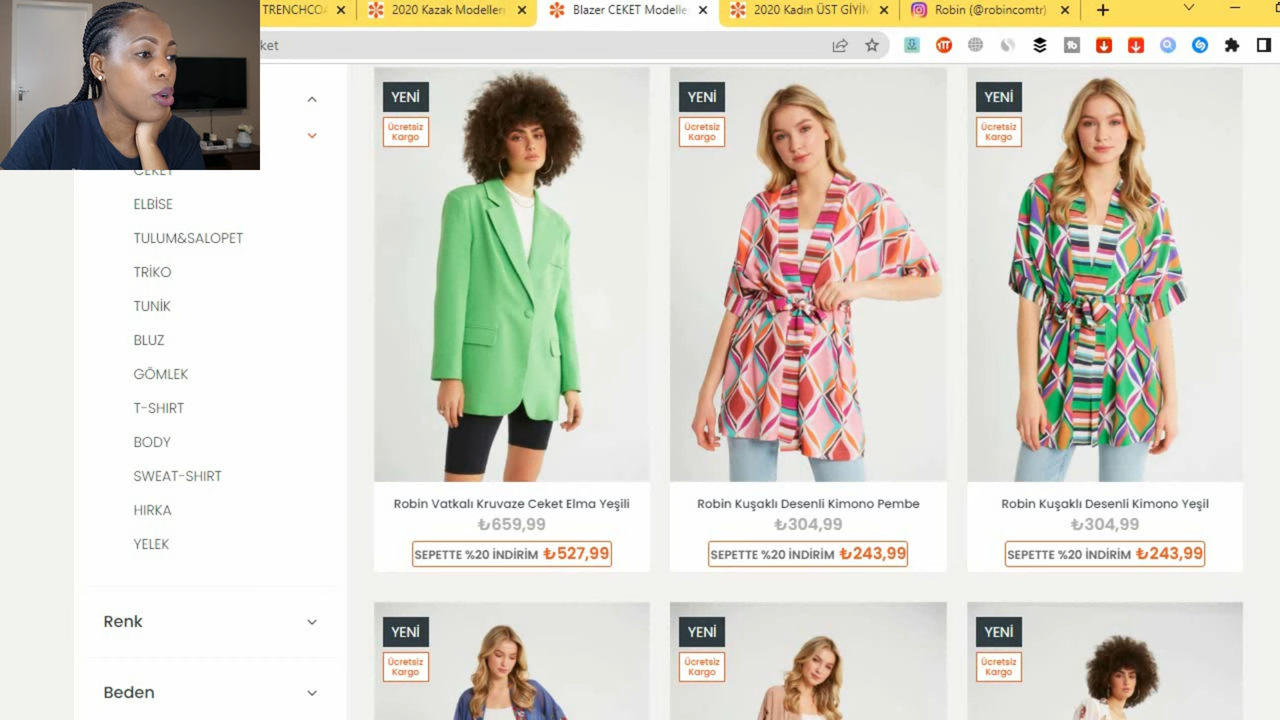 TRENCHCOA
2020 Kazak Modelleri
Blazer CEKET Modelle
2020 Kadın ÜST GİYİM
Robin (@robincomtr)
ket
CEKET
ELBİSE
TULUM&SALOPET
TRİKO
TUNİK
BLUZ
GÖMLEK
T-SHIRT
BODY
SWEAT-SHIRT
HIRKA
YELEK
Renk
Beden
YENİ
Ücretsiz
Kargo
Robin Vatkalı Kruvaze Ceket Elma Yeşili
₺659,99
SEPETTE %20 İNDİRİM ₺527,99
YENİ
Ücretsiz
Kargo
Robin Kuşaklı Desenli Kimono Pembe
₺304,99
SEPETTE %20 İNDİRİM ₺243,99
YENİ
Ücretsiz
Kargo
Robin Kuşaklı Desenli Kimono Yeşil
₺304,99
SEPETTE %20 İNDİRİM ₺243,99
YENİ
Ücretsiz
Kargo
YENİ
Ücretsiz
Kargo
YENİ
Ücretsiz
Kargo